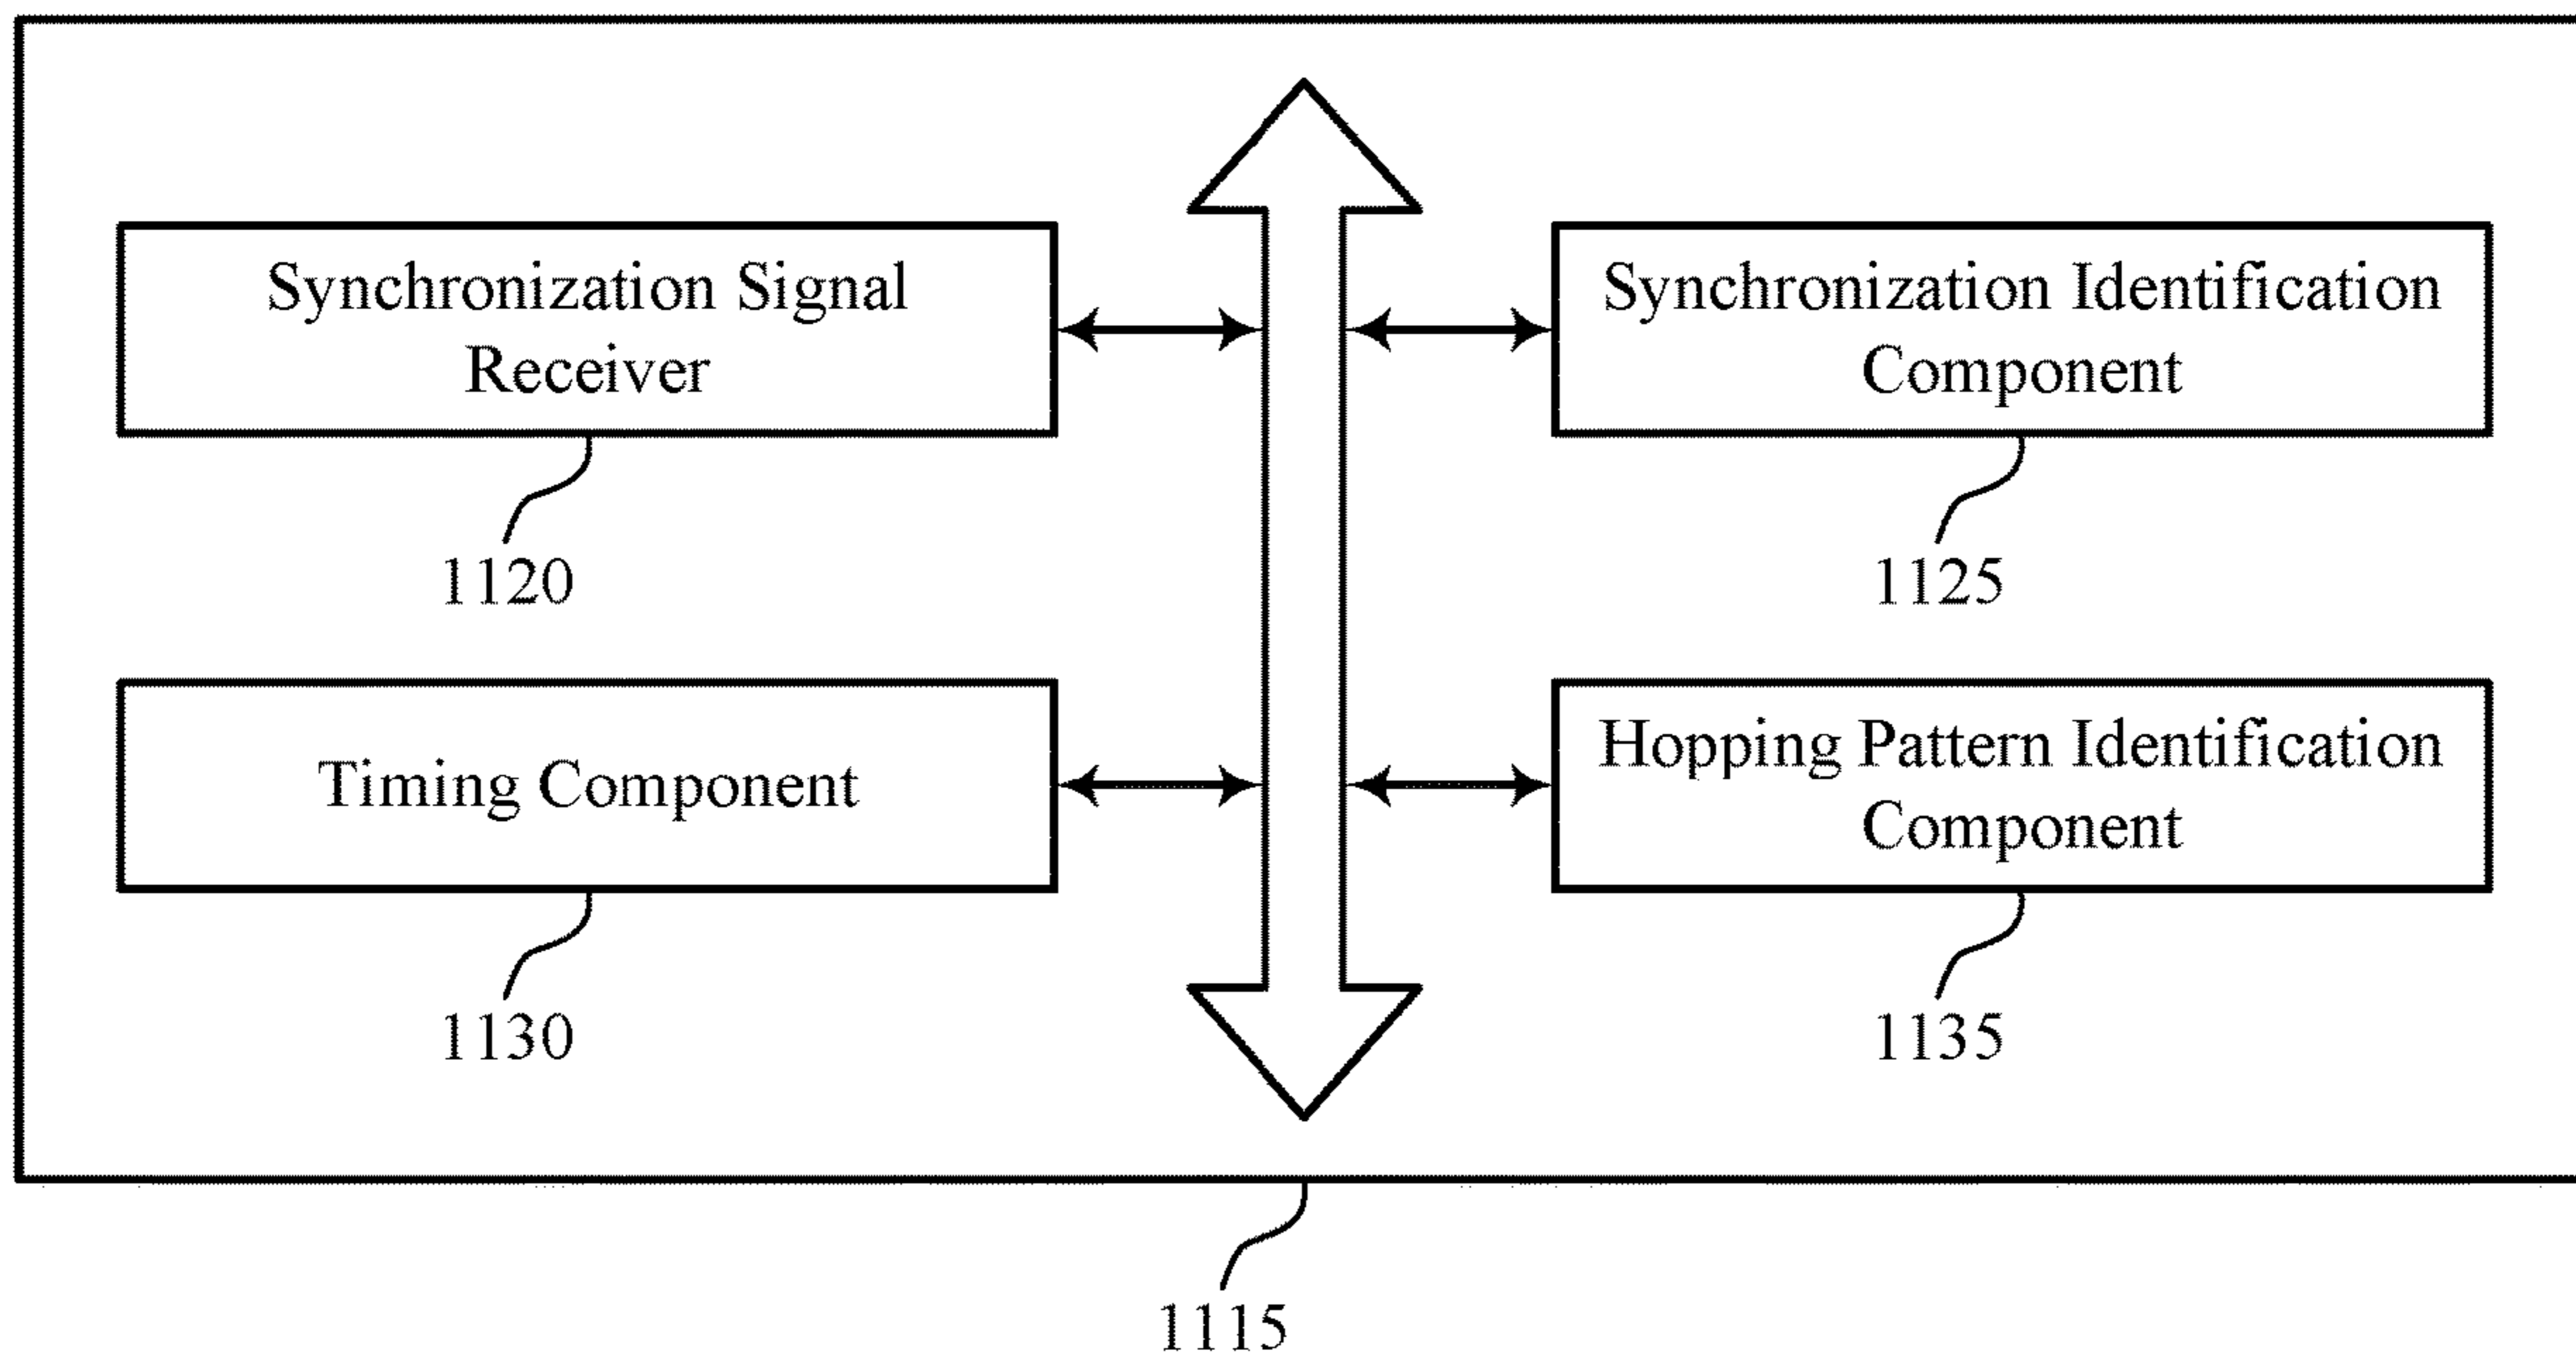 Synchronization Signal
Receiver
1120
Synchronization Identification
Component
1125
Timing Component
1130
Hopping Pattern Identification
Component
1135
1115